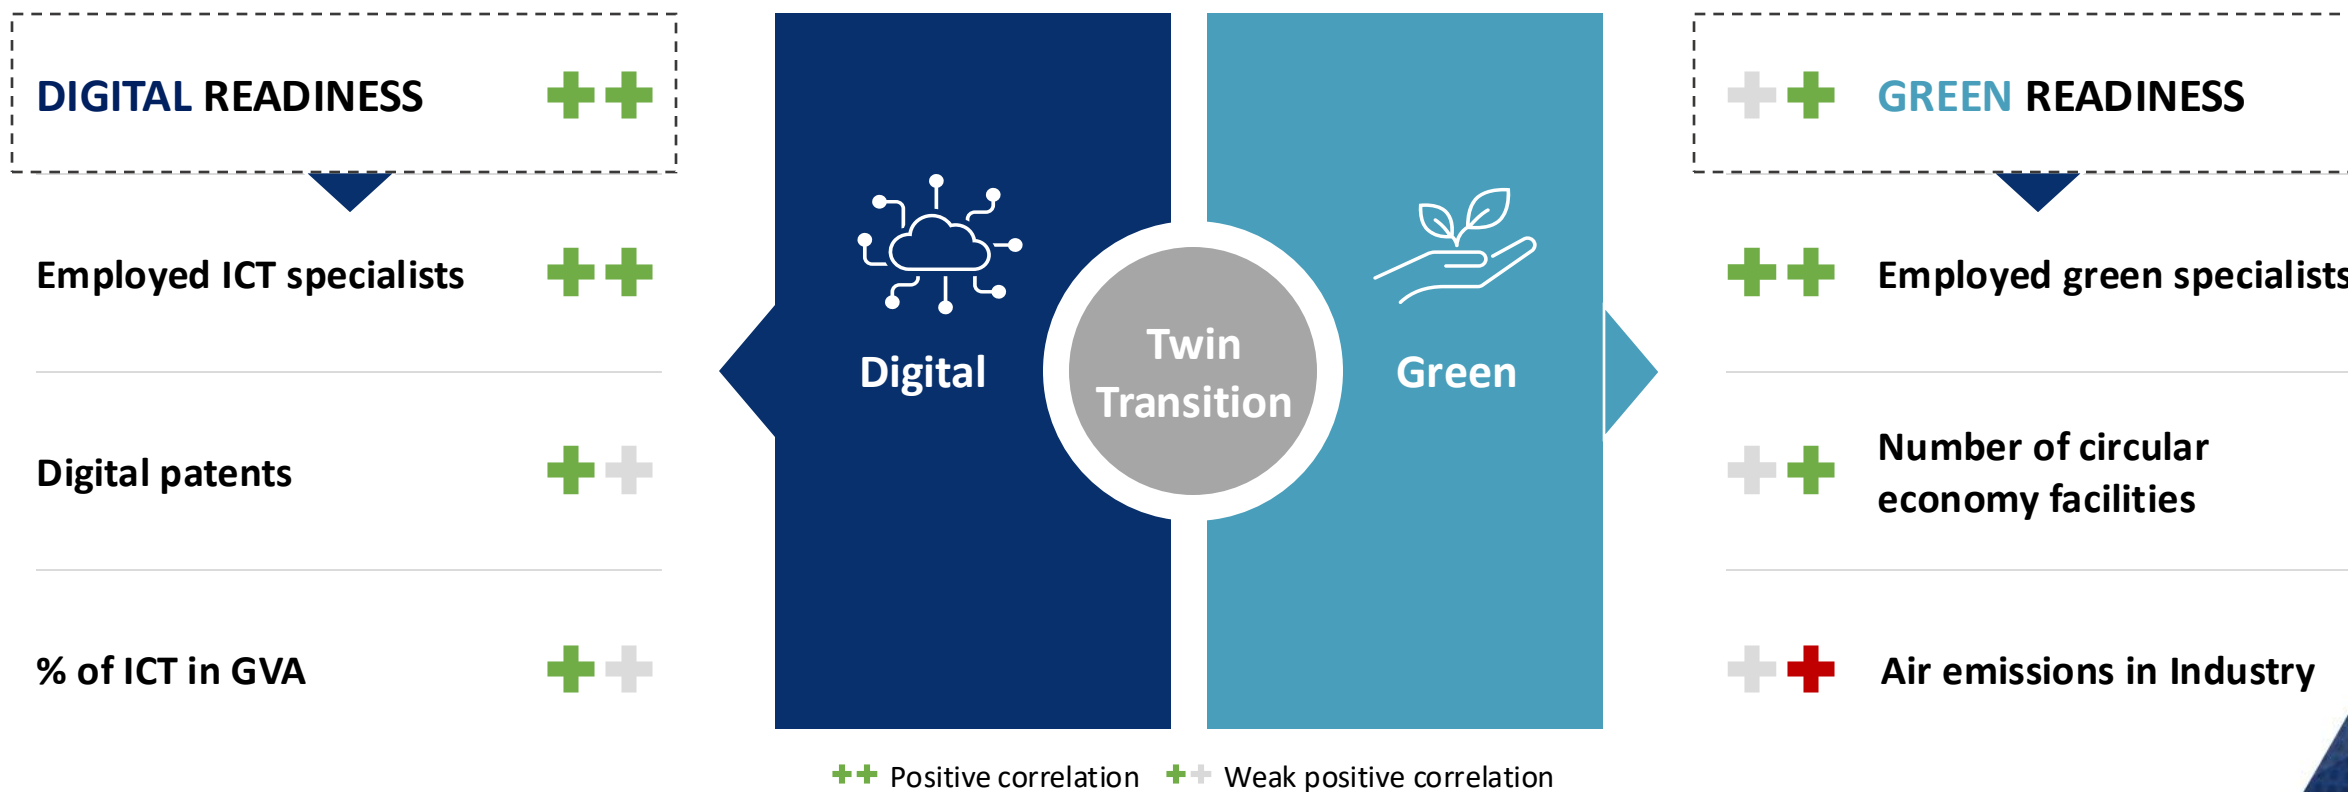 DIGITAL READINESS
Employed ICT specialists
Digital patents
% of ICT in GVA
Digital
Twin
Transition
Green
GREEN READINESS
Employed green specialists
Number of circular
economy facilities
Air emissions in Industry
Positive correlation
Weak positive correlation